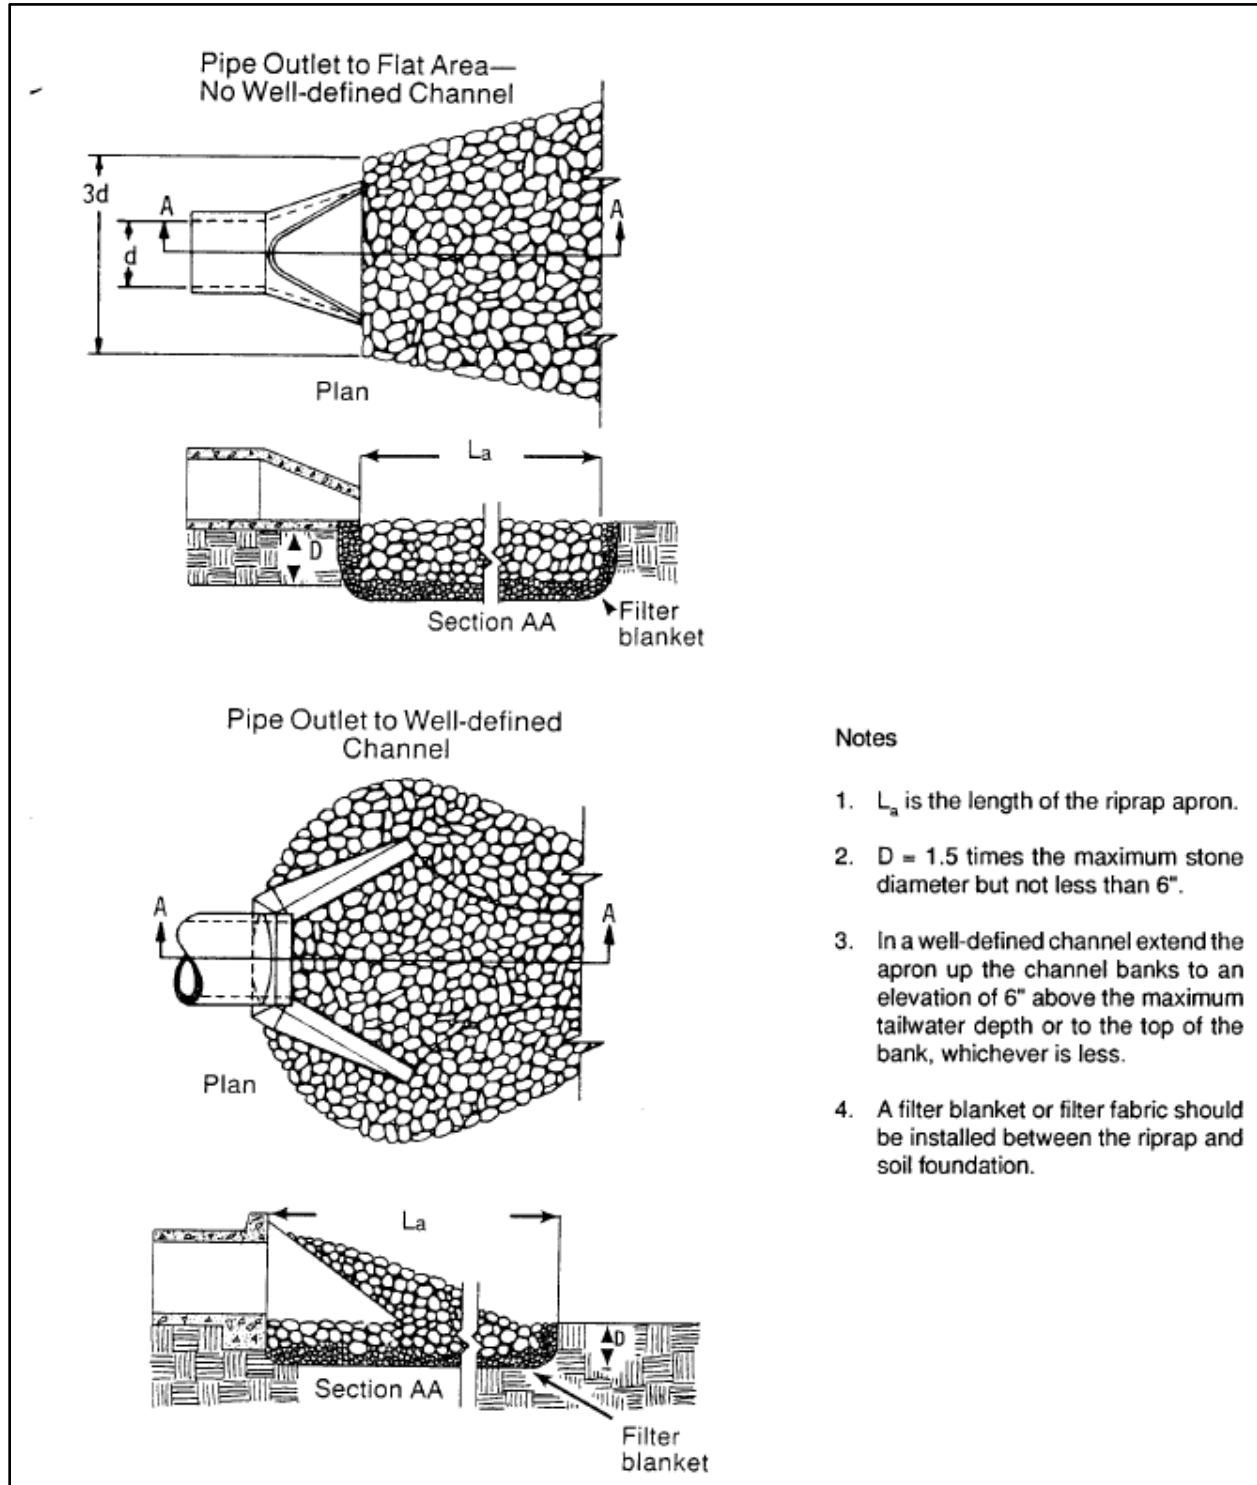 Pipe Outlet to Flat Area—
No Well-defined Channel
3d
A
A
d
Plan
La
D
Section AA
Filter
blanket
Pipe Outlet to Well-defined
Channel
A
A
Plan
La
D
Section AA
Filter
blanket
Notes
1. La is the length of the riprap apron.
2. D = 1.5 times the maximum stone
diameter but not less than 6".
3. In a well-defined channel extend the
apron up the channel banks to an
elevation of 6" above the maximum
tailwater depth or to the top of the
bank, whichever is less.
4. A filter blanket or filter fabric should
be installed between the riprap and
soil foundation.